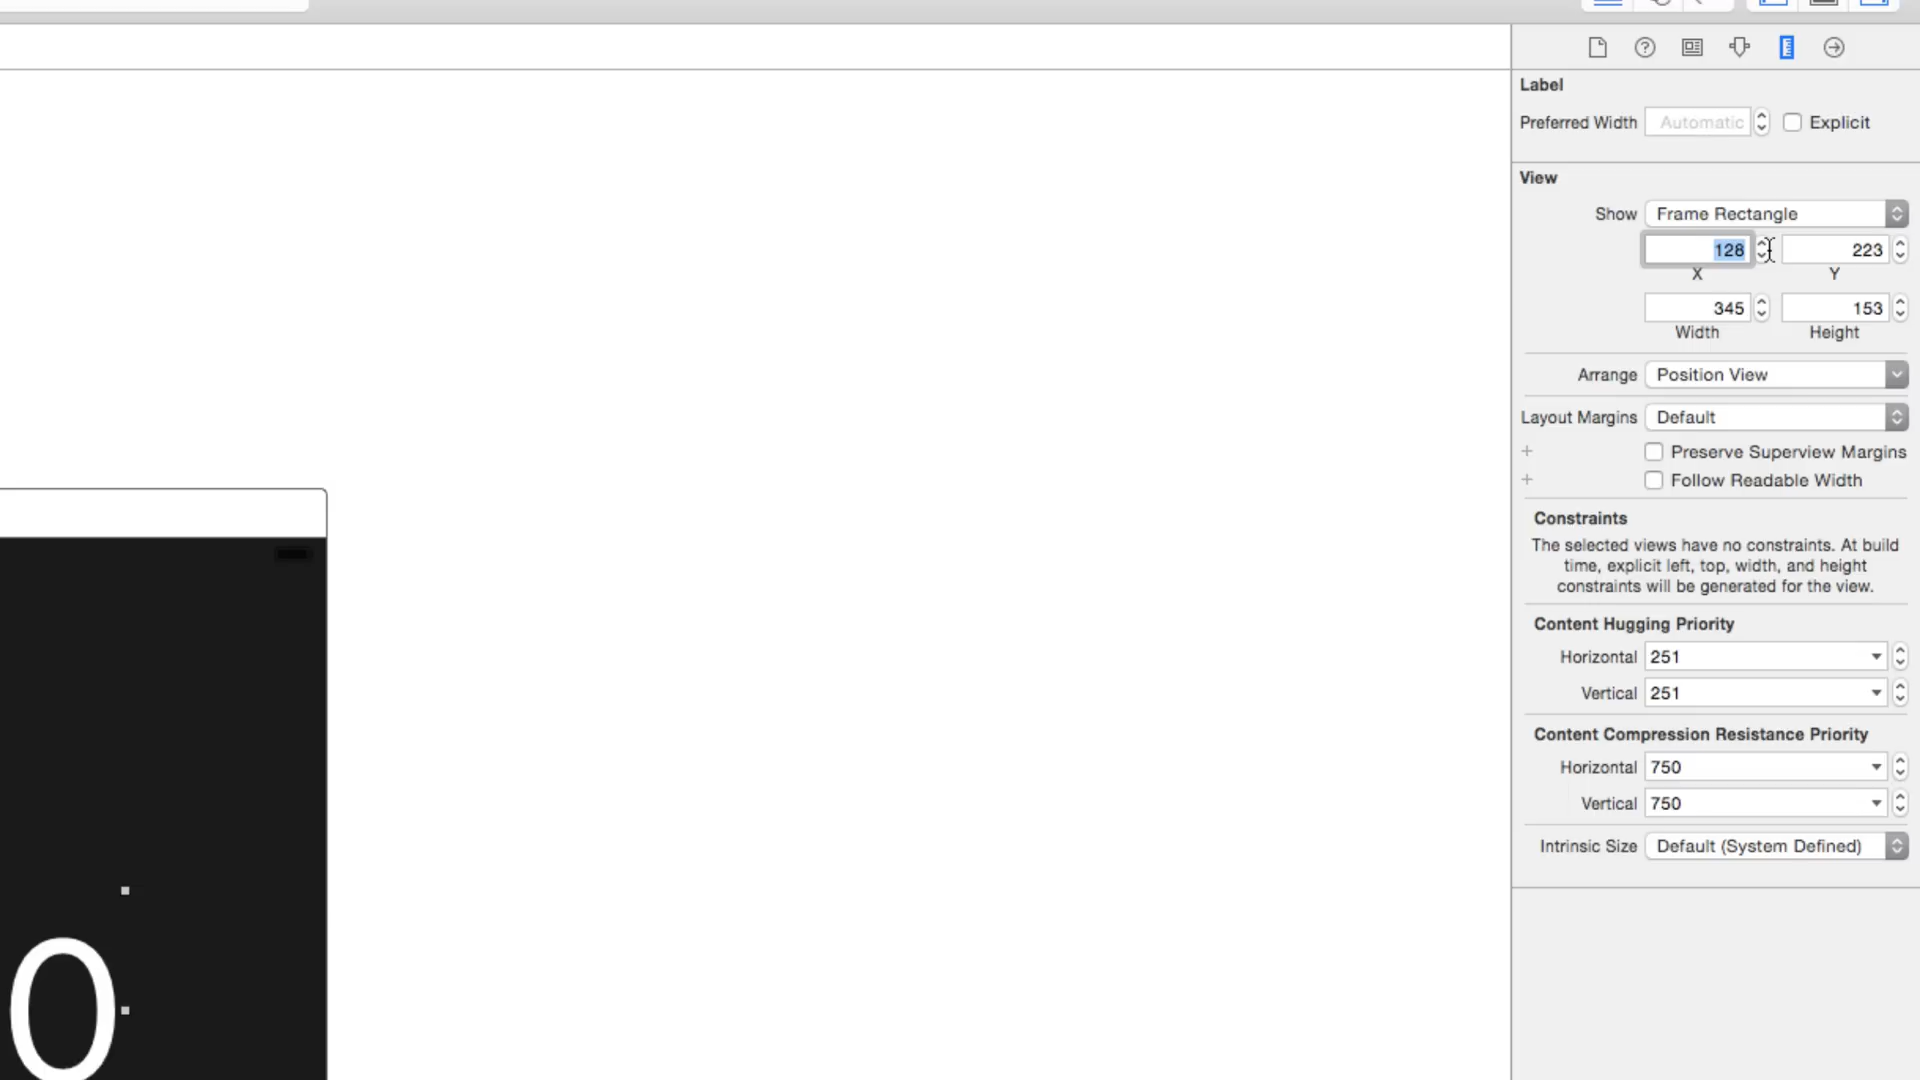 Label
Preferred Width Automatic Explicit
View
Show Frame Rectangle
128 223
X Y
345 153
Width Height
Arrange Position View
Layout Margins Default
+ Preserve Superview Margins
+ Follow Readable Width
Constraints
The selected views have no constraints. At build
time, explicit left, top, width, and height
constraints will be generated for the view.
Content Hugging Priority
Horizontal 251
Vertical 251
Content Compression Resistance Priority
Horizontal 750
Vertical 750
Intrinsic Size Default (System Defined)
0